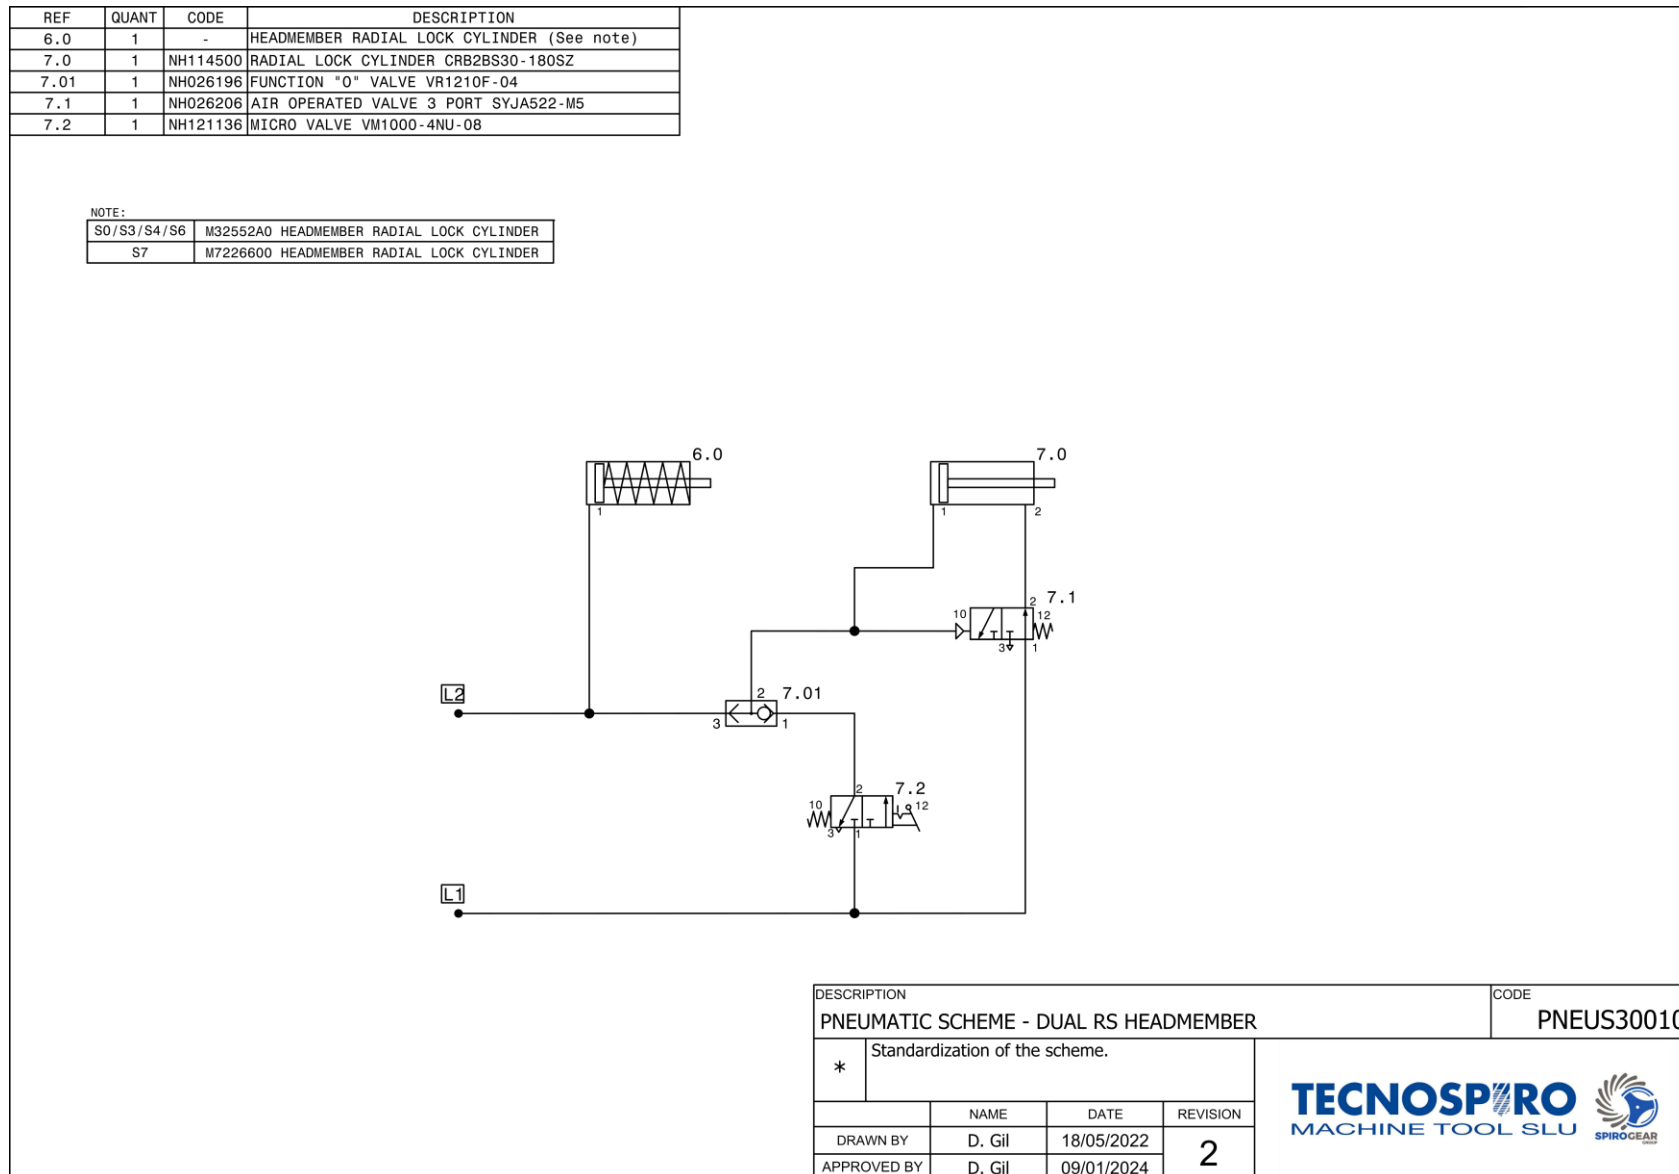 REF QUANT CODE DESCRIPTION
6.0 1 - HEADMEMBER RADIAL LOCK CYLINDER (See note)
7.0 1 NH114500 RADIAL LOCK CYLINDER CRB2BS30-180SZ
7.01 1 NH026196 FUNCTION "O" VALVE VR1210F-04
7.1 1 NH026206 AIR OPERATED VALVE 3 PORT SYJA522-M5
7.2 1 NH121136 MICRO VALVE VM1000-4NU-08
NOTE:
S0/S3/S4/S6 M32552A0 HEADMEMBER RADIAL LOCK CYLINDER
S7 M7226600 HEADMEMBER RADIAL LOCK CYLINDER
6.0 7.0
1 1 2
2 7.1
10 12
3 1
L2 2 7.01
3 1
2 7.2
10 12
3 1
L1
DESCRIPTION CODE
PNEUMATIC SCHEME - DUAL RS HEADMEMBER PNEUS30010
* Standardization of the scheme.
NAME DATE REVISION
DRAWN BY D. Gil 18/05/2022 2
APPROVED BY D. Gil 09/01/2024
TECNOSPIRO
MACHINE TOOL SLU
SPIROGEAR
GROUP